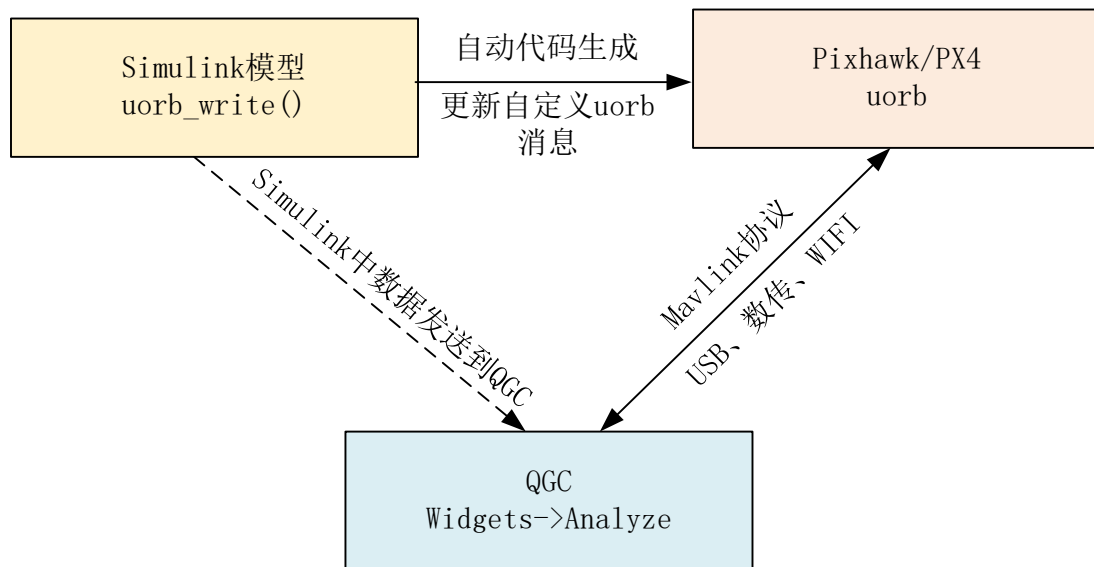 Simulink模型
uorb_write()
自动代码生成
更新自定义uorb
消息
Pixhawk/PX4
uorb
Simulink中数据发送到QGC
Mavlink协议
USB、数传、WIFI
QGC
Widgets->Analyze